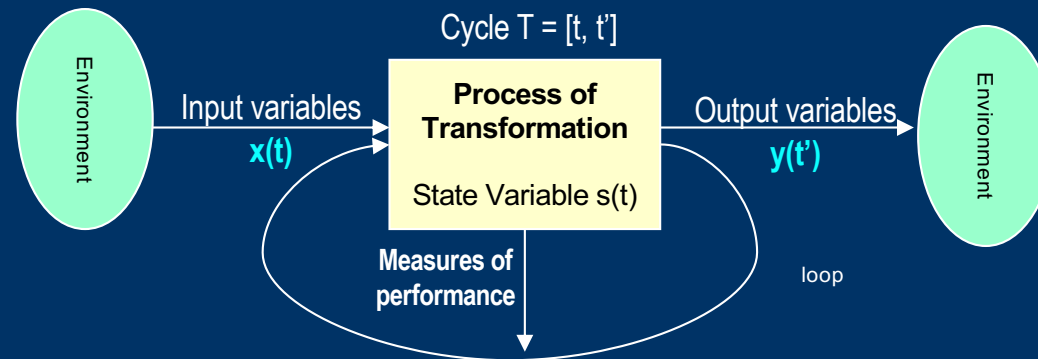 Cycle T = [t, t’]
Environment
Input variables
x(t)
Process of
Transformation
State Variable s(t)
Output variables
y(t’)
Environment
Measures of
performance
loop